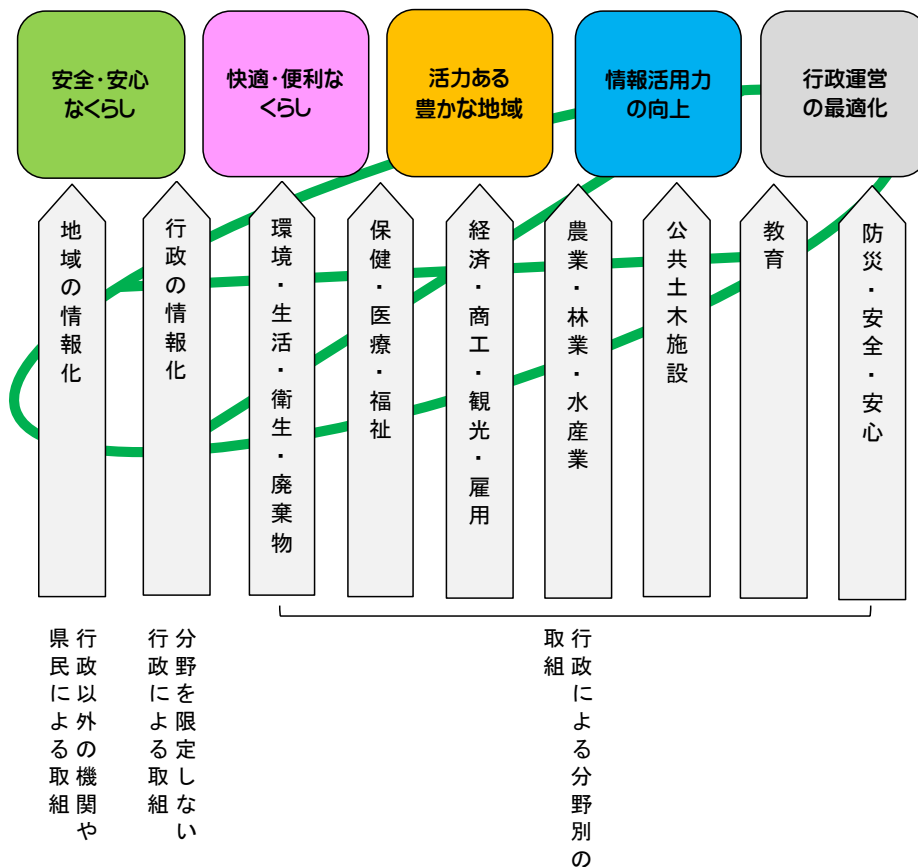 安全・安心
なくらし
快適・便利な
くらし
活力ある
豊かな地域
情報活用力
の向上
行政運営
の最適化
地域の情報化
行政の情報化
環境・生活・衛生・廃棄物
保健・医療・福祉
経済・商工・観光・雇用
農業・林業・水産業
公共土木施設
教育
防災・安全・安心
行政以外の機関や
県民による取組
分野を限定しない
行政による取組
行政による分野別の
取組